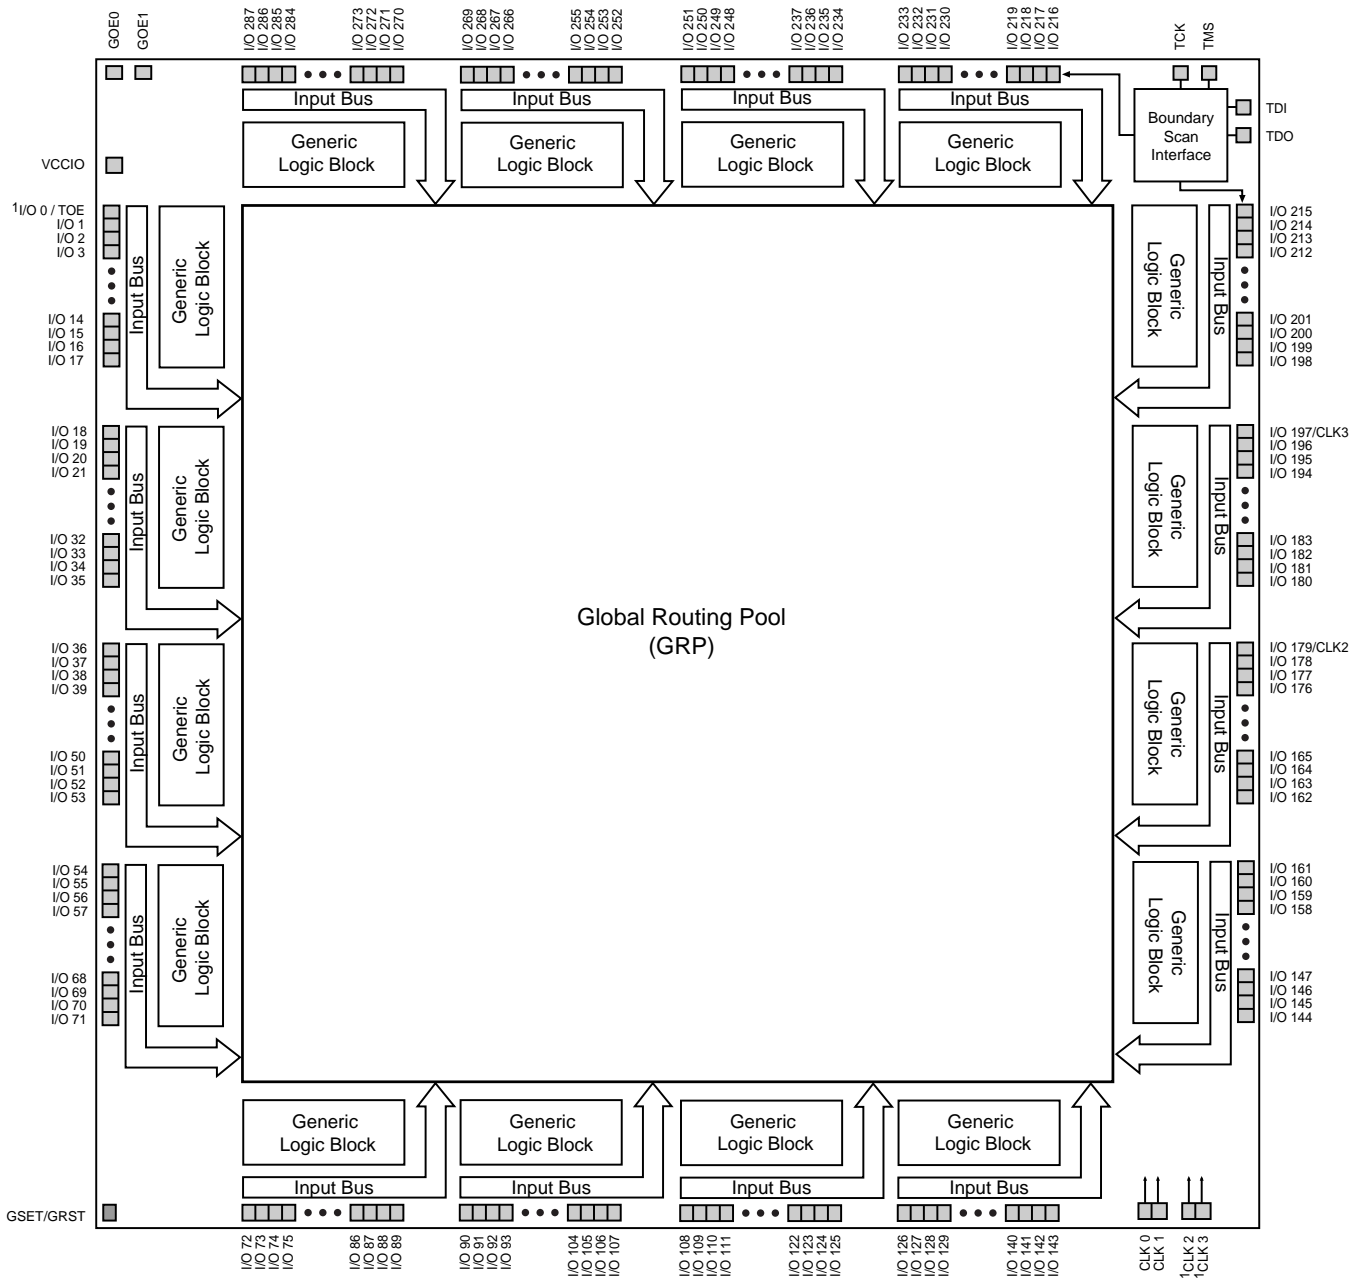 GOE0
GOE1
I/O 287
I/O 286
I/O 285
I/O 284
I/O 273
I/O 272
I/O 271
I/O 270
I/O 269
I/O 268
I/O 267
I/O 266
I/O 255
I/O 254
I/O 253
I/O 252
I/O 251
I/O 250
I/O 249
I/O 248
I/O 237
I/O 236
I/O 235
I/O 234
I/O 233
I/O 232
I/O 231
I/O 230
I/O 219
I/O 218
I/O 217
I/O 216
TCK
TMS
TDI
TDO
Boundary
Scan
Interface
Input Bus
Generic
Logic Block
Input Bus
Generic
Logic Block
Input Bus
Generic
Logic Block
Input Bus
Generic
Logic Block
VCCIO
1I/O 0 / TOE
I/O 1
I/O 2
I/O 3
I/O 14
I/O 15
I/O 16
I/O 17
Input Bus
Generic
Logic Block
I/O 18
I/O 19
I/O 20
I/O 21
I/O 32
I/O 33
I/O 34
I/O 35
Input Bus
Generic
Logic Block
I/O 36
I/O 37
I/O 38
I/O 39
I/O 50
I/O 51
I/O 52
I/O 53
Input Bus
Generic
Logic Block
I/O 54
I/O 55
I/O 56
I/O 57
I/O 68
I/O 69
I/O 70
I/O 71
Input Bus
Generic
Logic Block
Global Routing Pool
(GRP)
Generic
Logic Block
Input Bus
I/O 215
I/O 214
I/O 213
I/O 212
I/O 201
I/O 200
I/O 199
I/O 198
Generic
Logic Block
Input Bus
I/O 197/CLK3
I/O 196
I/O 195
I/O 194
I/O 183
I/O 182
I/O 181
I/O 180
Generic
Logic Block
Input Bus
I/O 179/CLK2
I/O 178
I/O 177
I/O 176
I/O 165
I/O 164
I/O 163
I/O 162
Generic
Logic Block
Input Bus
I/O 161
I/O 160
I/O 159
I/O 158
I/O 147
I/O 146
I/O 145
I/O 144
Generic
Logic Block
Input Bus
Generic
Logic Block
Input Bus
Generic
Logic Block
Input Bus
Generic
Logic Block
Input Bus
GSET/GRST
I/O 72
I/O 73
I/O 74
I/O 75
I/O 86
I/O 87
I/O 88
I/O 89
I/O 90
I/O 91
I/O 92
I/O 93
I/O 104
I/O 105
I/O 106
I/O 107
I/O 108
I/O 109
I/O 110
I/O 111
I/O 122
I/O 123
I/O 124
I/O 125
I/O 126
I/O 127
I/O 128
I/O 129
I/O 140
I/O 141
I/O 142
I/O 143
CLK 0
CLK 1
1CLK 2
1CLK 3